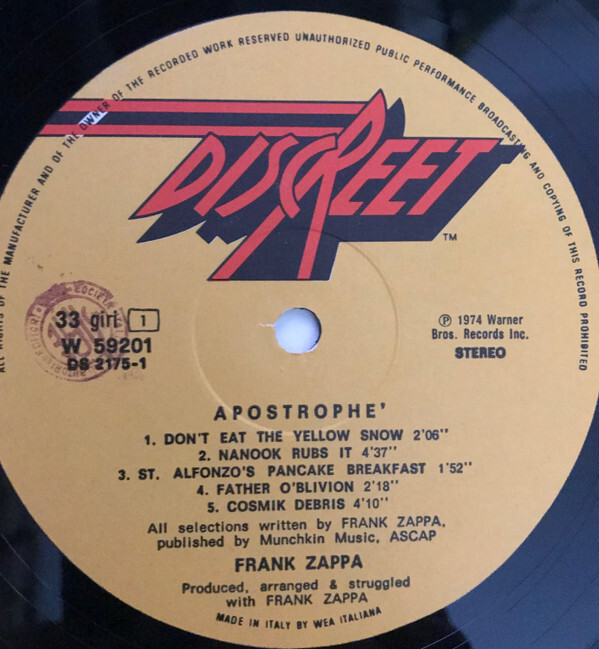 ALL RIGHTS OF THE MANUFACTURER AND OF THE OWNER OF THE RECORDED WORK RESERVED UNAUTHORIZED PUBLIC PERFORMANCE BROADCASTING AND COPYING OF THIS RECORD PROHIBITED
DISCREET
TM
33 giri 1
W 59201
DS 2175-1
℗ 1974 Warner
Bros. Records Inc.
STEREO
APOSTROPHE'
1. DON'T EAT THE YELLOW SNOW 2'06"
2. NANOOK RUBS IT 4'37"
3. ST. ALFONZO'S PANCAKE BREAKFAST 1'52"
4. FATHER O'BLIVION 2'18"
5. COSMIK DEBRIS 4'10"
All selections written by FRANK ZAPPA,
published by Munchkin Music, ASCAP
FRANK ZAPPA
Produced, arranged & struggled
with FRANK ZAPPA
MADE IN ITALY BY WEA ITALIANA